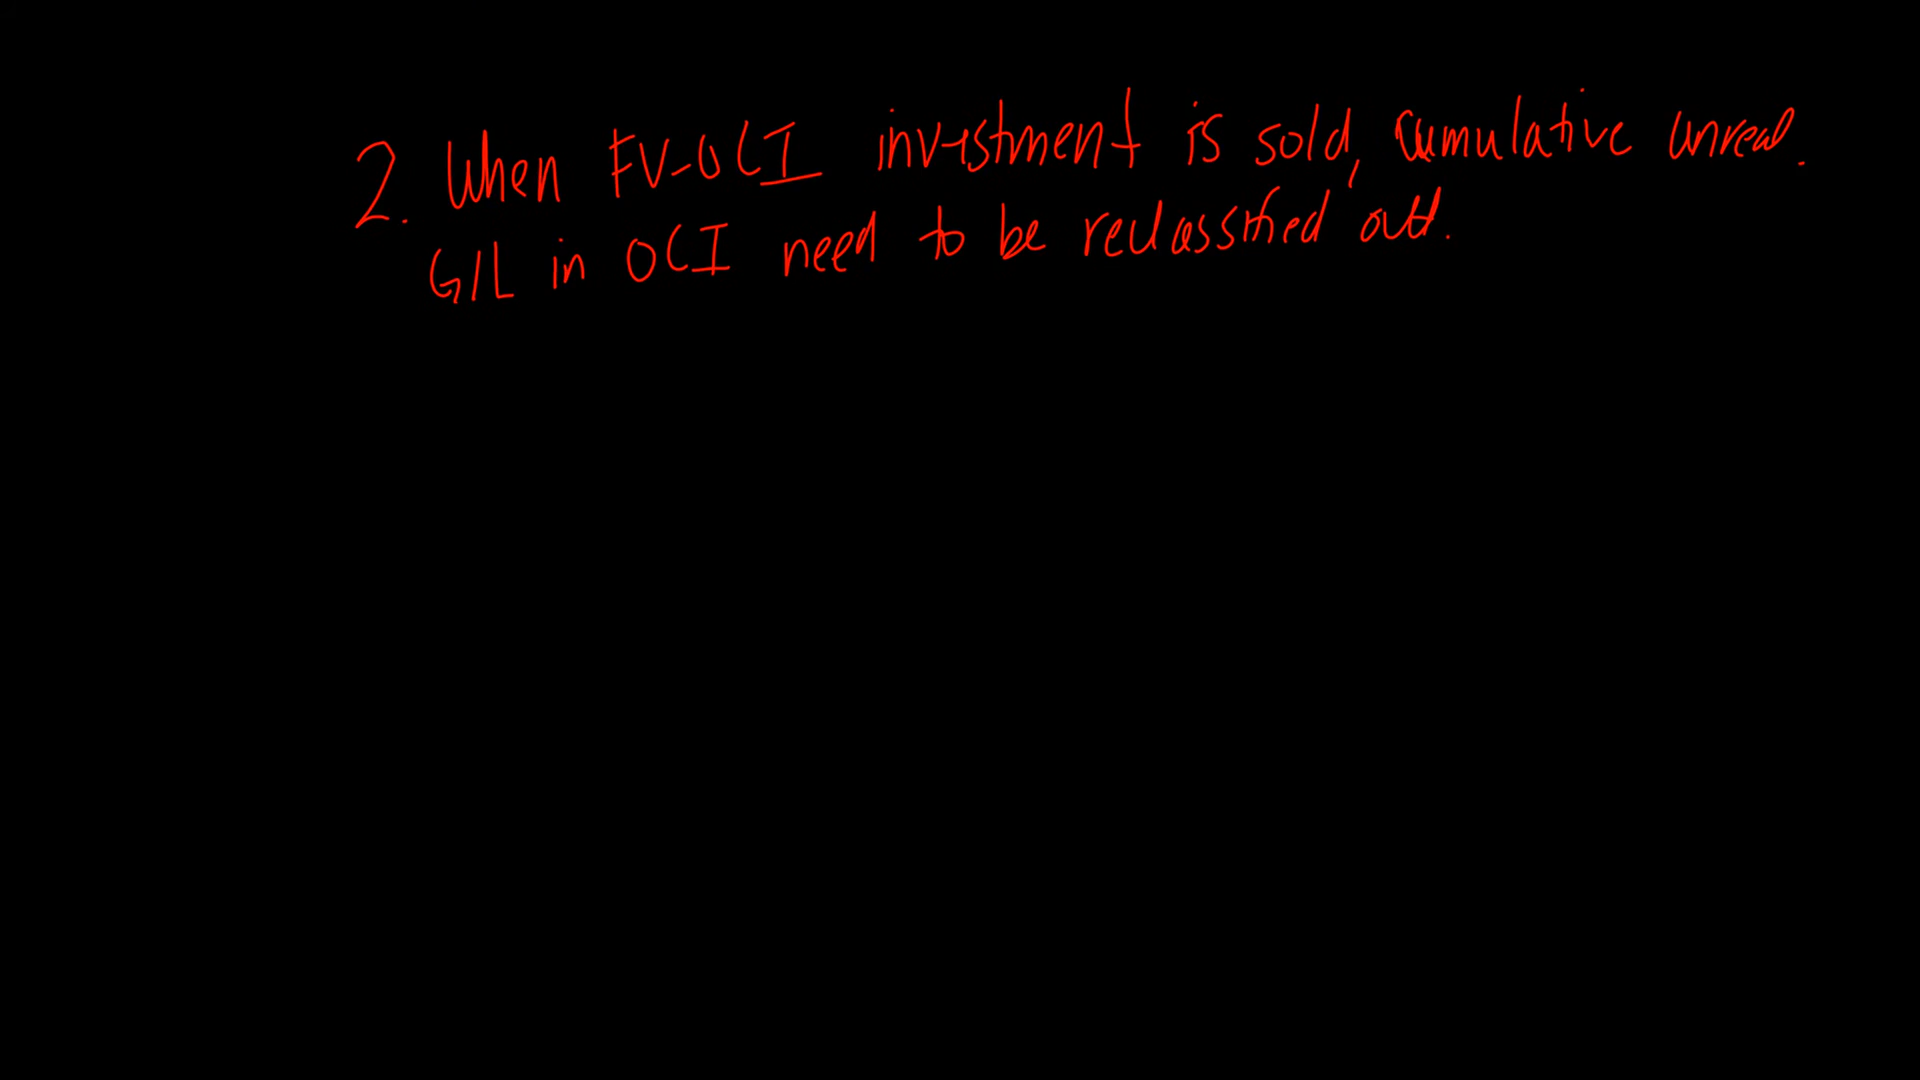 2. When FV-OCI investment is sold, cumulative unreal.
G/L in OCI need to be reclassified out.